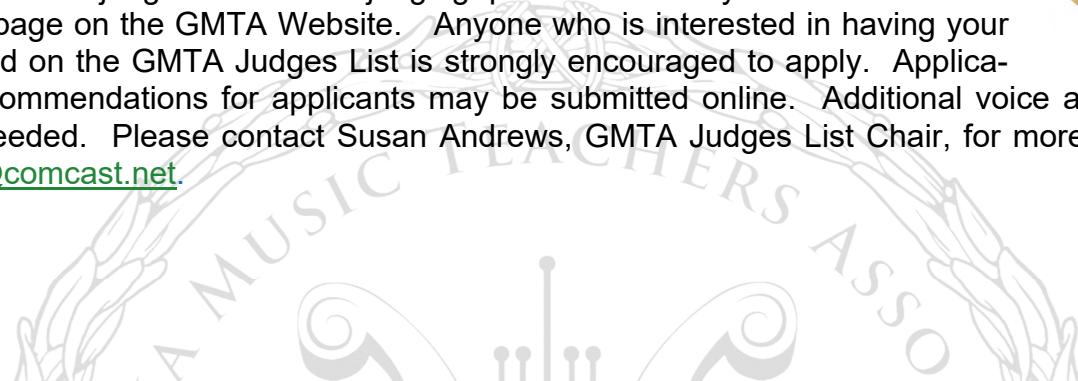 page on the GMTA Website. Anyone who is interested in having your
d on the GMTA Judges List is strongly encouraged to apply. Applica-
ommendations for applicants may be submitted online. Additional voice a
eeded. Please contact Susan Andrews, GMTA Judges List Chair, for more
@comcast.net.
A MUSIC TEACHERS ASSO